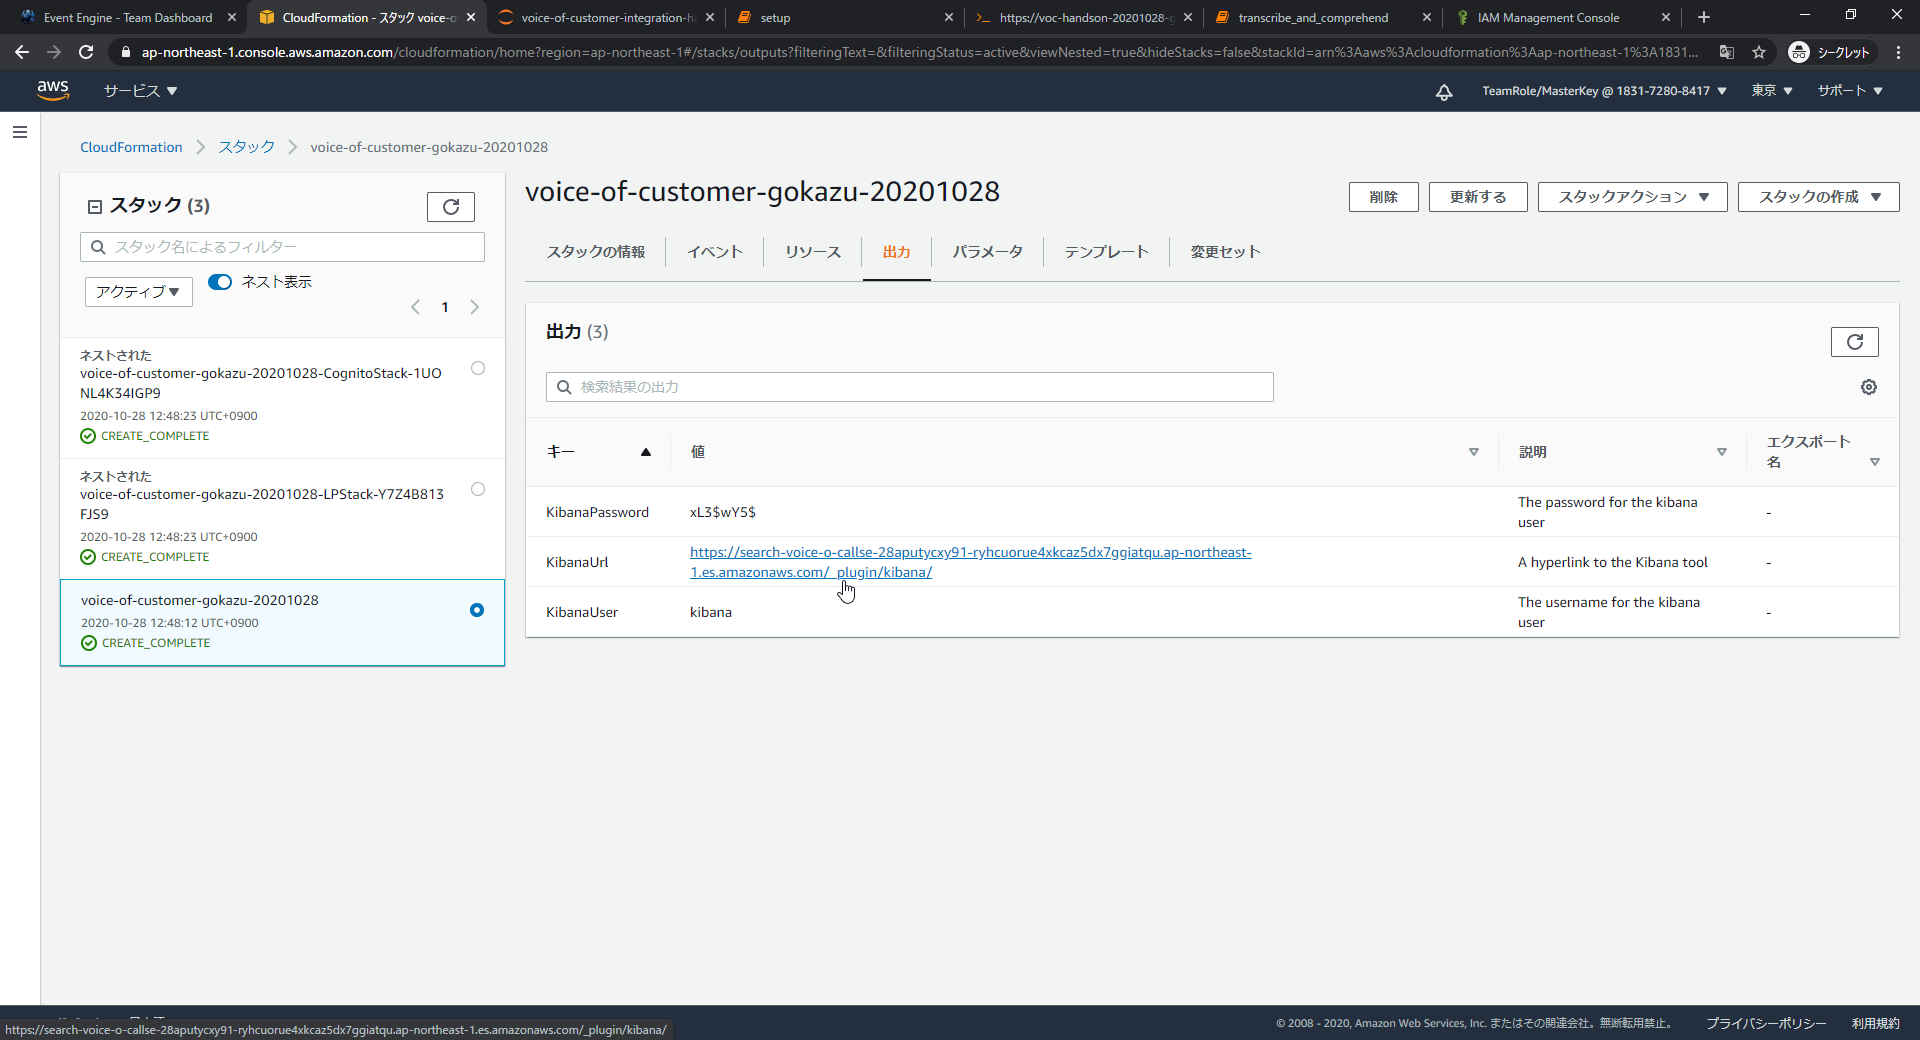 Event Engine - Team Dashboard
CloudFormation - スタック voice-o
voice-of-customer-integration-ha
setup
https://voc-handson-20201028-g
transcribe_and_comprehend
IAM Management Console
ap-northeast-1.console.aws.amazon.com/cloudformation/home?region=ap-northeast-1#/stacks/outputs?filteringText=&filteringStatus=active&viewNested=true&hideStacks=false&stackId=arn%3Aaws%3Acloudformation%3Aap-northeast-1%3A1831...
シークレット
aws
サービス
TeamRole/MasterKey @ 1831-7280-8417
東京
サポート
CloudFormation
スタック
voice-of-customer-gokazu-20201028
スタック (3)
スタック名によるフィルター
アクティブ
ネスト表示
1
ネストされた
voice-of-customer-gokazu-20201028-CognitoStack-1UO
NL4K34IGP9
2020-10-28 12:48:23 UTC+0900
CREATE_COMPLETE
ネストされた
voice-of-customer-gokazu-20201028-LPStack-Y7Z4B813
FJS9
2020-10-28 12:48:23 UTC+0900
CREATE_COMPLETE
voice-of-customer-gokazu-20201028
2020-10-28 12:48:12 UTC+0900
CREATE_COMPLETE
voice-of-customer-gokazu-20201028
削除
更新する
スタックアクション
スタックの作成
スタックの情報
イベント
リソース
出力
パラメータ
テンプレート
変更セット
出力 (3)
検索結果の出力
キー
値
説明
エクスポート
名
KibanaPassword
xL3$wY5$
The password for the kibana
user
-
KibanaUrl
https://search-voice-o-callse-28aputycxy91-ryhcuorue4xkcaz5dx7ggiatqu.ap-northeast-
1.es.amazonaws.com/_plugin/kibana/
A hyperlink to the Kibana tool
-
KibanaUser
kibana
The username for the kibana
user
-
https://search-voice-o-callse-28aputycxy91-ryhcuorue4xkcaz5dx7ggiatqu.ap-northeast-1.es.amazonaws.com/_plugin/kibana/
© 2008 - 2020, Amazon Web Services, Inc. またはその関連会社。無断転用禁止。
プライバシーポリシー
利用規約